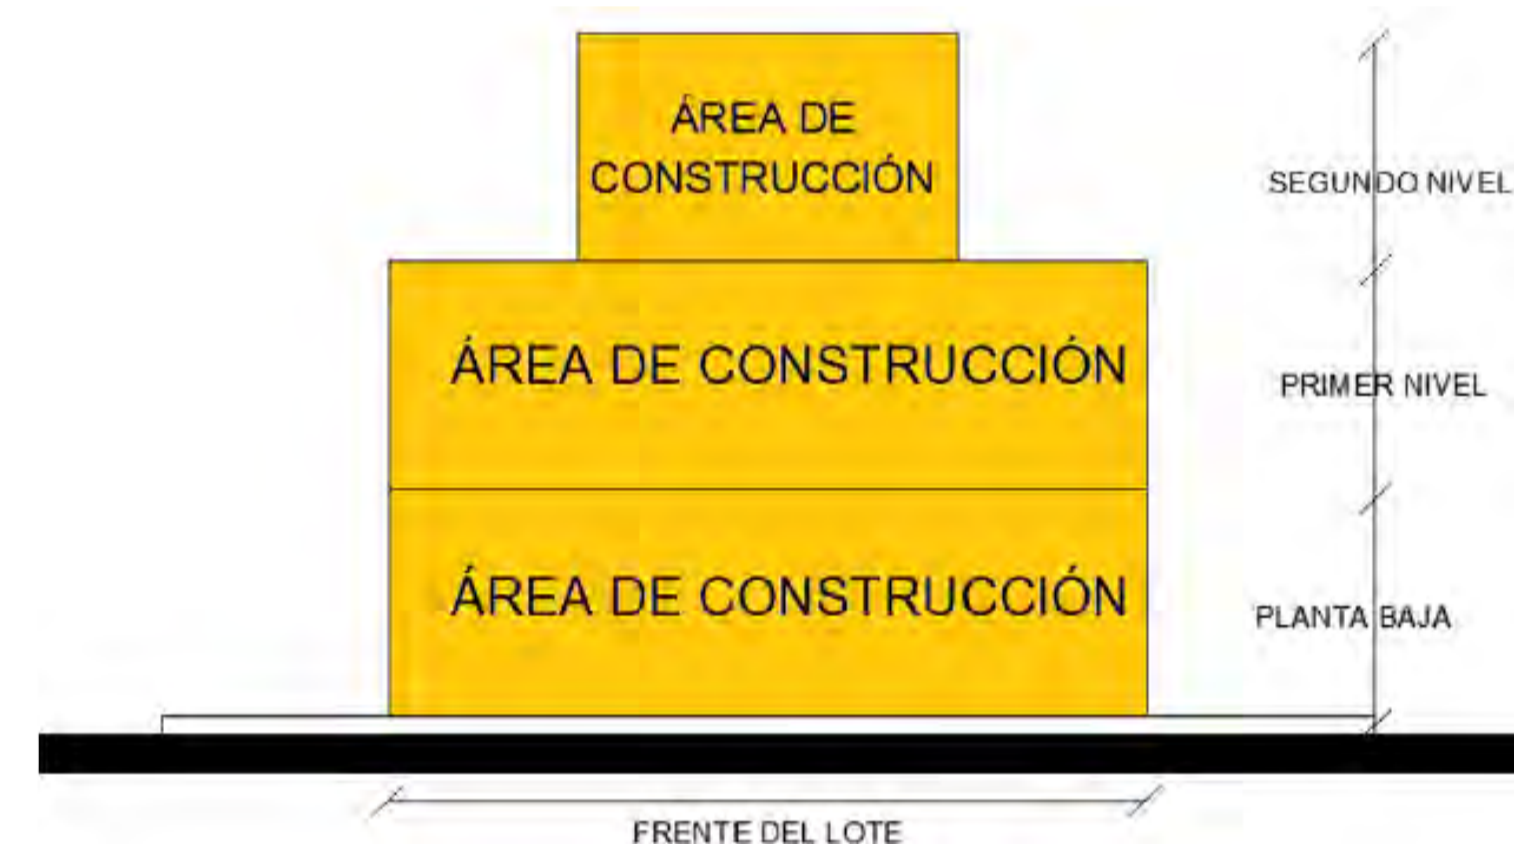 ÁREA DE
CONSTRUCCIÓN
SEGUNDO NIVEL
ÁREA DE CONSTRUCCIÓN
PRIMER NIVEL
ÁREA DE CONSTRUCCIÓN
PLANTA BAJA
FRENTE DEL LOTE